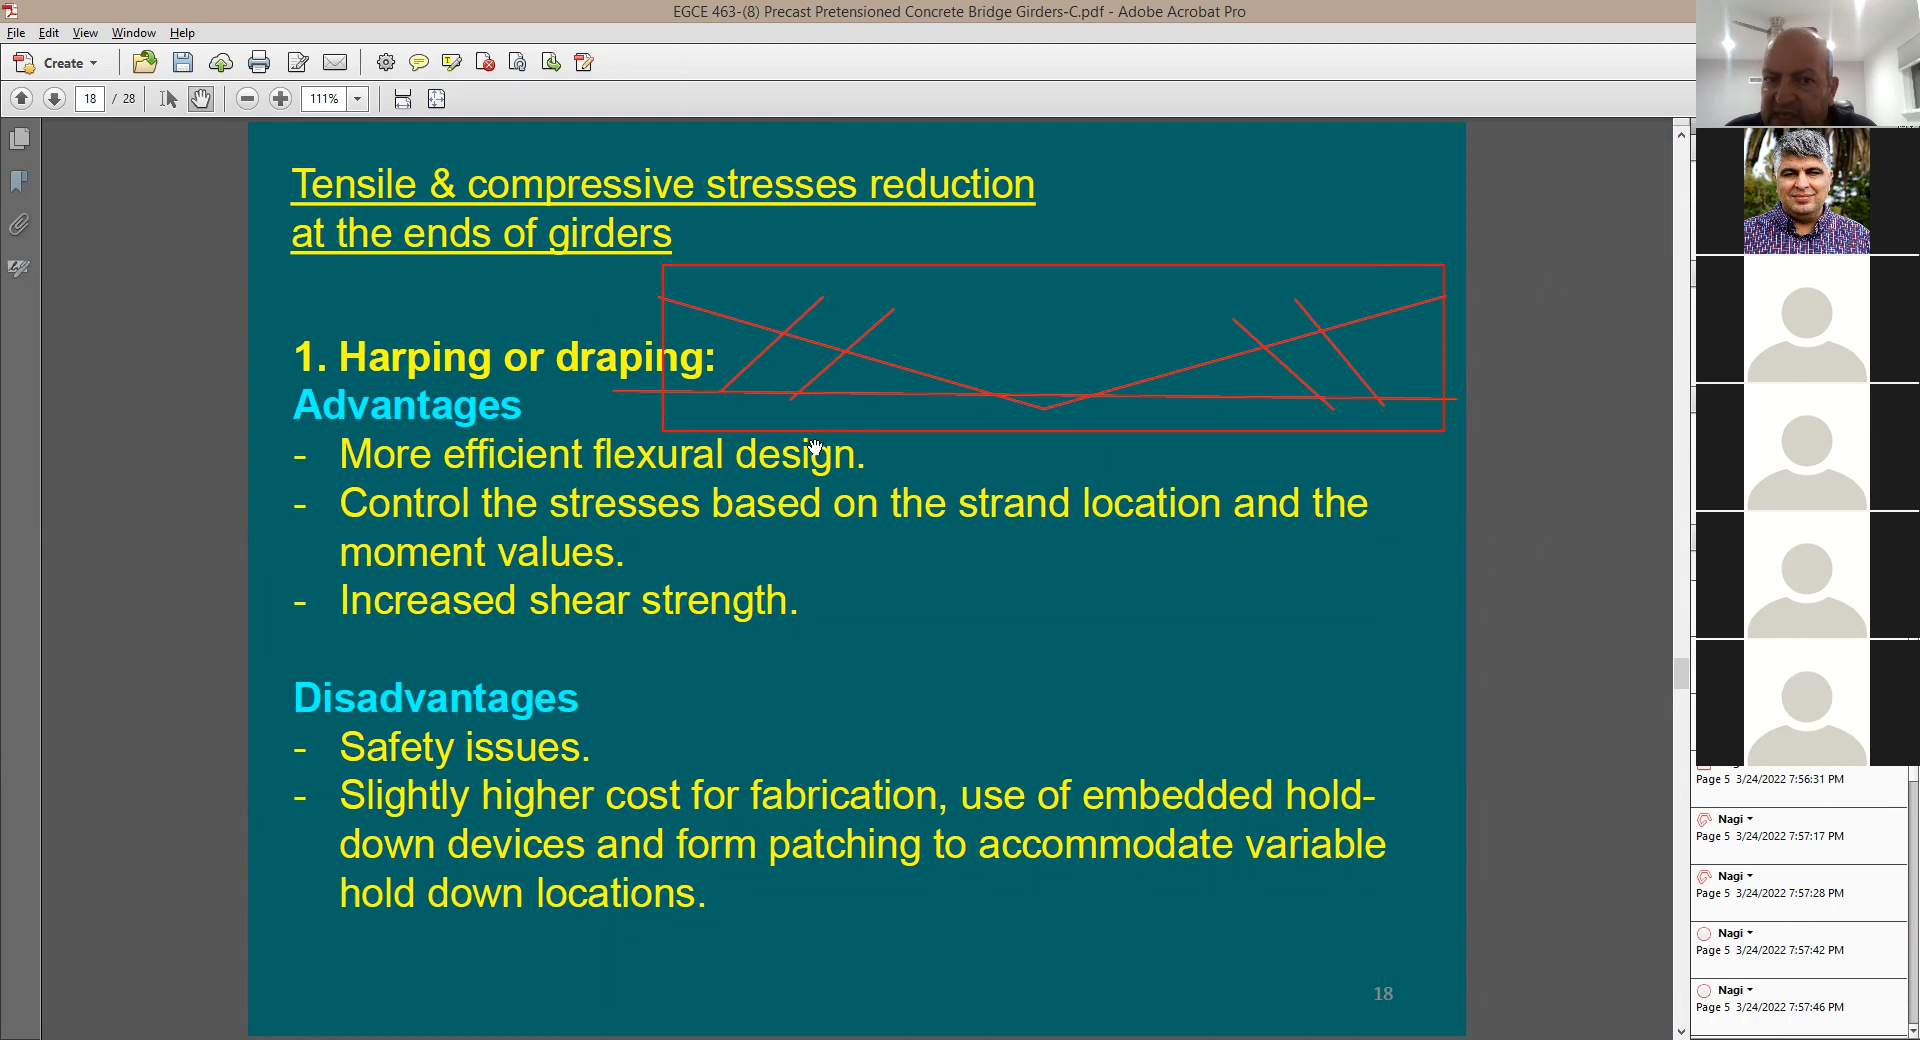 EGCE 463-(8) Precast Pretensioned Concrete Bridge Girders-C.pdf - Adobe Acrobat Pro
File Edit View Window Help
Create
18 / 28 111%
Tensile & compressive stresses reduction
at the ends of girders
1. Harping or draping:
Advantages
- More efficient flexural design.
- Control the stresses based on the strand location and the
moment values.
- Increased shear strength.
Disadvantages
- Safety issues.
- Slightly higher cost for fabrication, use of embedded hold-
down devices and form patching to accommodate variable
hold down locations.
18
Page 5 3/24/2022 7:56:31 PM
Nagi
Page 5 3/24/2022 7:57:17 PM
Nagi
Page 5 3/24/2022 7:57:28 PM
Nagi
Page 5 3/24/2022 7:57:42 PM
Nagi
Page 5 3/24/2022 7:57:46 PM